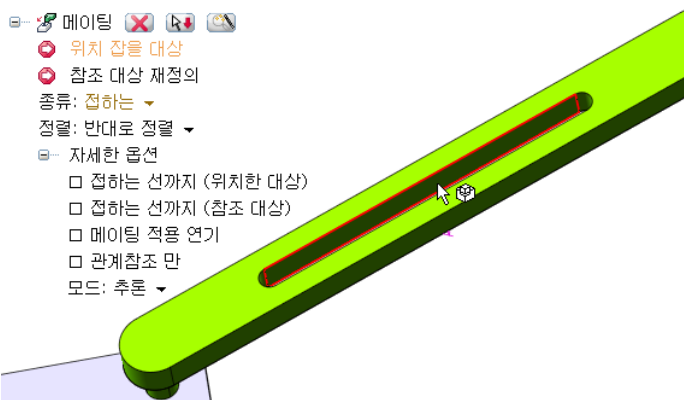 메이팅
위치 잡을 대상
참조 대상 재정의
종류: 접하는
정렬: 반대로 정렬
자세한 옵션
접하는 선까지 (위치한 대상)
접하는 선까지 (참조 대상)
메이팅 적용 연기
관계참조 만
모드: 추론